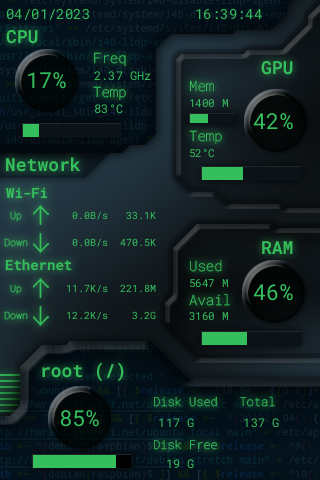 04/01/2023 16:39:44
CPU
17%
Freq
2.37 GHz
Temp
83°C
GPU
Mem
1400 M
42%
Temp
52°C
Network
Wi-Fi
Up 0.0B/s 33.1K
Down 0.0B/s 470.5K
Ethernet
Up 11.7K/s 221.8M
Down 12.2K/s 3.2G
RAM
Used
5647 M
46%
Avail
3160 M
root (/)
85%
Disk Used Total
117 G 137 G
Disk Free
19 G